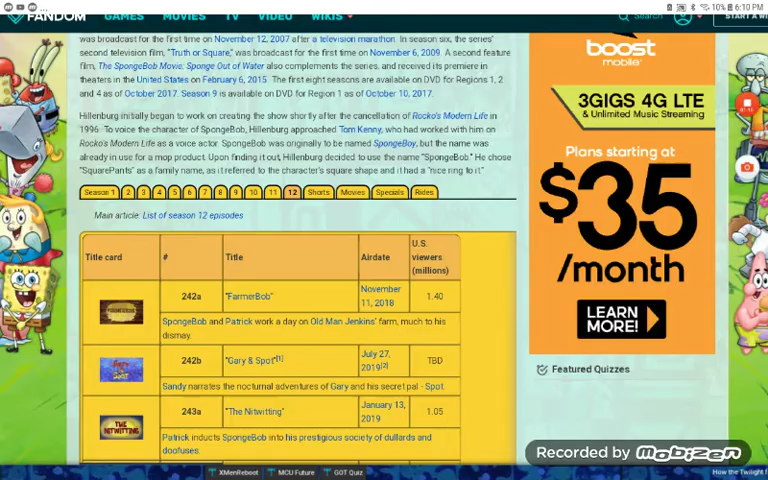 10% 6:10 PM
FANDOM GAMES MOVIES TV VIDEO WIKIS Search START A WI
was broadcast for the first time on November 12, 2007 after a television marathon. In season six, the series'
second television film, "Truth or Square," was broadcast for the first time on November 6, 2009. A second feature
film, The SpongeBob Movie: Sponge Out of Water also complements the series, and received its premiere in
theaters in the United States on February 6, 2015. The first eight seasons are available on DVD for Regions 1, 2
and 4 as of October 2017. Season 9 is available on DVD for Region 1 as of October 10, 2017.
Hillenburg initially began to work on creating the show shortly after the cancellation of Rocko's Modern Life in
1996. To voice the character of SpongeBob, Hillenburg approached Tom Kenny, who had worked with him on
Rocko's Modern Life as a voice actor. SpongeBob was originally to be named SpongeBoy, but the name was
already in use for a mop product. Upon finding it out, Hillenburg decided to use the name "SpongeBob." He chose
"SquarePants" as a family name, as it referred to the character's square shape and it had a "nice ring to it".
Season 1 2 3 4 5 6 7 8 9 10 11 12 Shorts Movies Specials Rides
Main article: List of season 12 episodes
Title card # Title Airdate U.S. viewers (millions)
242a "FarmerBob" November 11, 2018 1.40
SpongeBob and Patrick work a day on Old Man Jenkins' farm, much to his
dismay.
242b "Gary & Spot"[1] July 27, 2019[2] TBD
Sandy narrates the nocturnal adventures of Gary and his secret pal - Spot.
THE NITWITTING
243a "The Nitwitting" January 13, 2019 1.05
Patrick inducts SpongeBob into his prestigious society of dullards and
doofuses.
boost
mobile
3GIGS 4G LTE
& Unlimited Music Streaming
Plans starting at
$35
/month
LEARN
MORE!
Featured Quizzes
Recorded by Mobizen
XMenReboot MCU Future GOT Quiz How the Twilight f